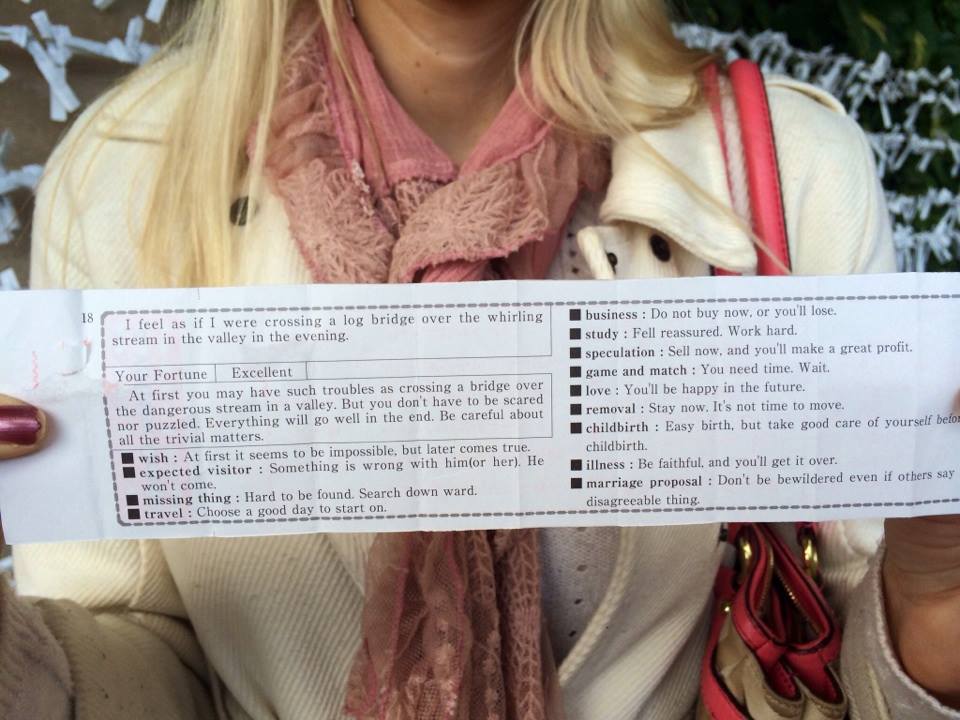 18
I feel as if I were crossing a log bridge over the whirling
stream in the valley in the evening.
Your Fortune Excellent
At first you may have such troubles as crossing a bridge over
the dangerous stream in a valley. But you don't have to be scared
nor puzzled. Everything will go well in the end. Be careful about
all the trivial matters.
■ wish : At first it seems to be impossible, but later comes true.
■ expected visitor : Something is wrong with him(or her). He
won't come.
■ missing thing : Hard to be found. Search down ward.
■ travel : Choose a good day to start on.
■ business : Do not buy now, or you'll lose.
■ study : Fell reassured. Work hard.
■ speculation : Sell now, and you'll make a great profit.
■ game and match : You need time. Wait.
■ love : You'll be happy in the future.
■ removal : Stay now. It's not time to move.
■ childbirth : Easy birth, but take good care of yourself
childbirth.
■ illness : Be faithful, and you'll get it over.
■ marriage proposal : Don't be bewildered even if others say
disagreeable thing.